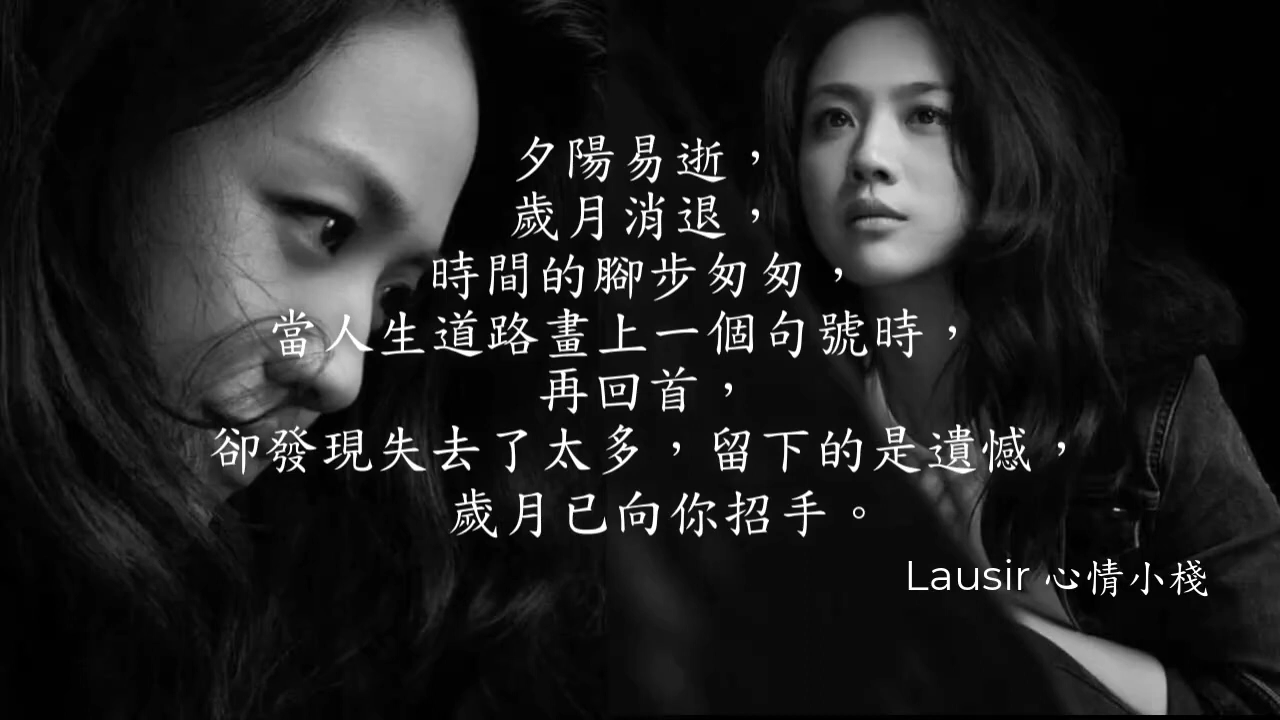 夕陽易逝，
歲月消退，
時間的腳步匆匆，
當人生道路畫上一個句號時，
再回首，
卻發現失去了太多，留下的是遺憾，
歲月已向你招手。
Lausir 心情小棧